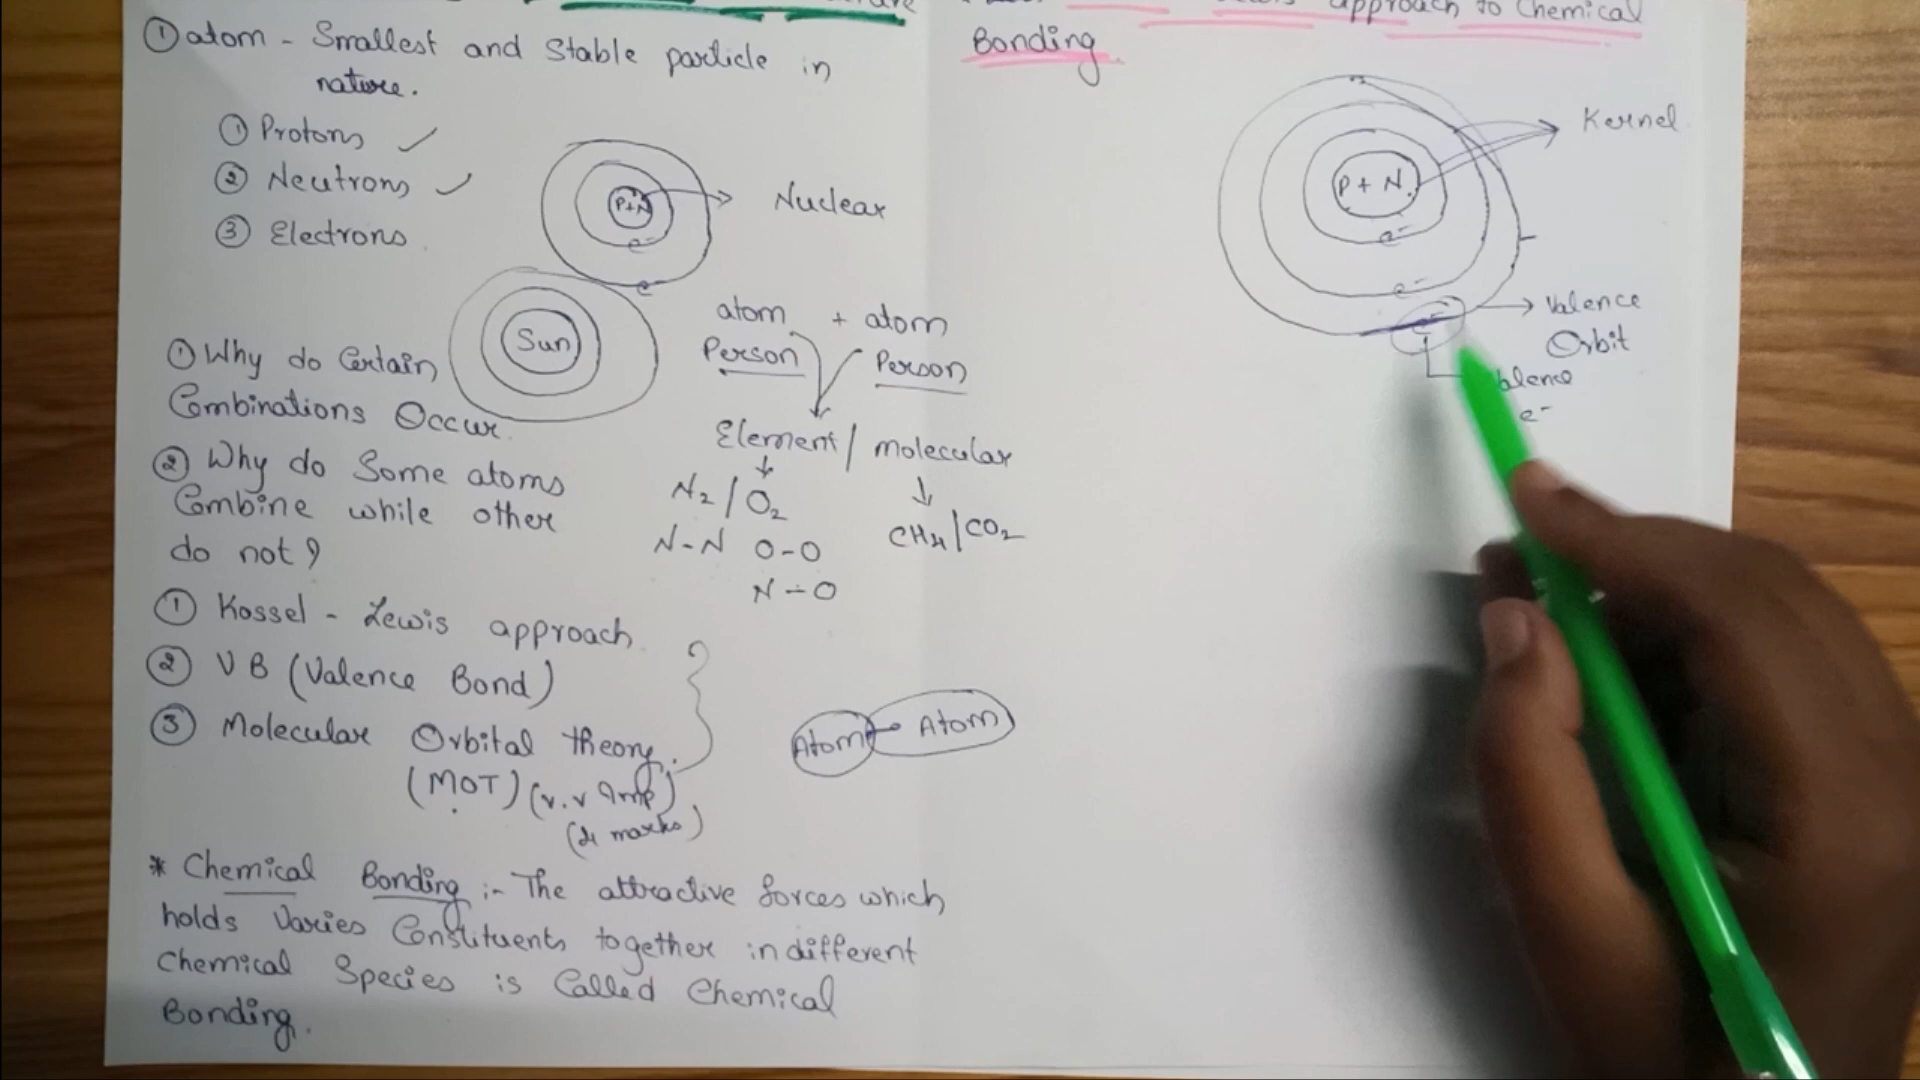 approach to Chemical
Bonding
① atom - Smallest and Stable particle in
nature.
① Protons ✓
② Neutrons ✓
③ Electrons
P+N
e-
e-
Nuclear
Sun
① Why do Certain
Combinations Occur
② Why do Some atoms
Combine while other
do not?
atom + atom
Person Person
Element / molecular
N₂ / O₂ CH₄ / CO₂
N-N O-O
N-O
① Kossel - Lewis approach
② VB (Valence Bond)
③ Molecular Orbital theory.
(MOT) (v.v Imp)
(4 marks)
Atom Atom
* Chemical Bonding :- The attractive forces which
holds Varies Constituents together in different
Chemical Species is Called Chemical
Bonding.
Kernel
P + N
e-
e-
e-
Valence
Orbit
alence
e-